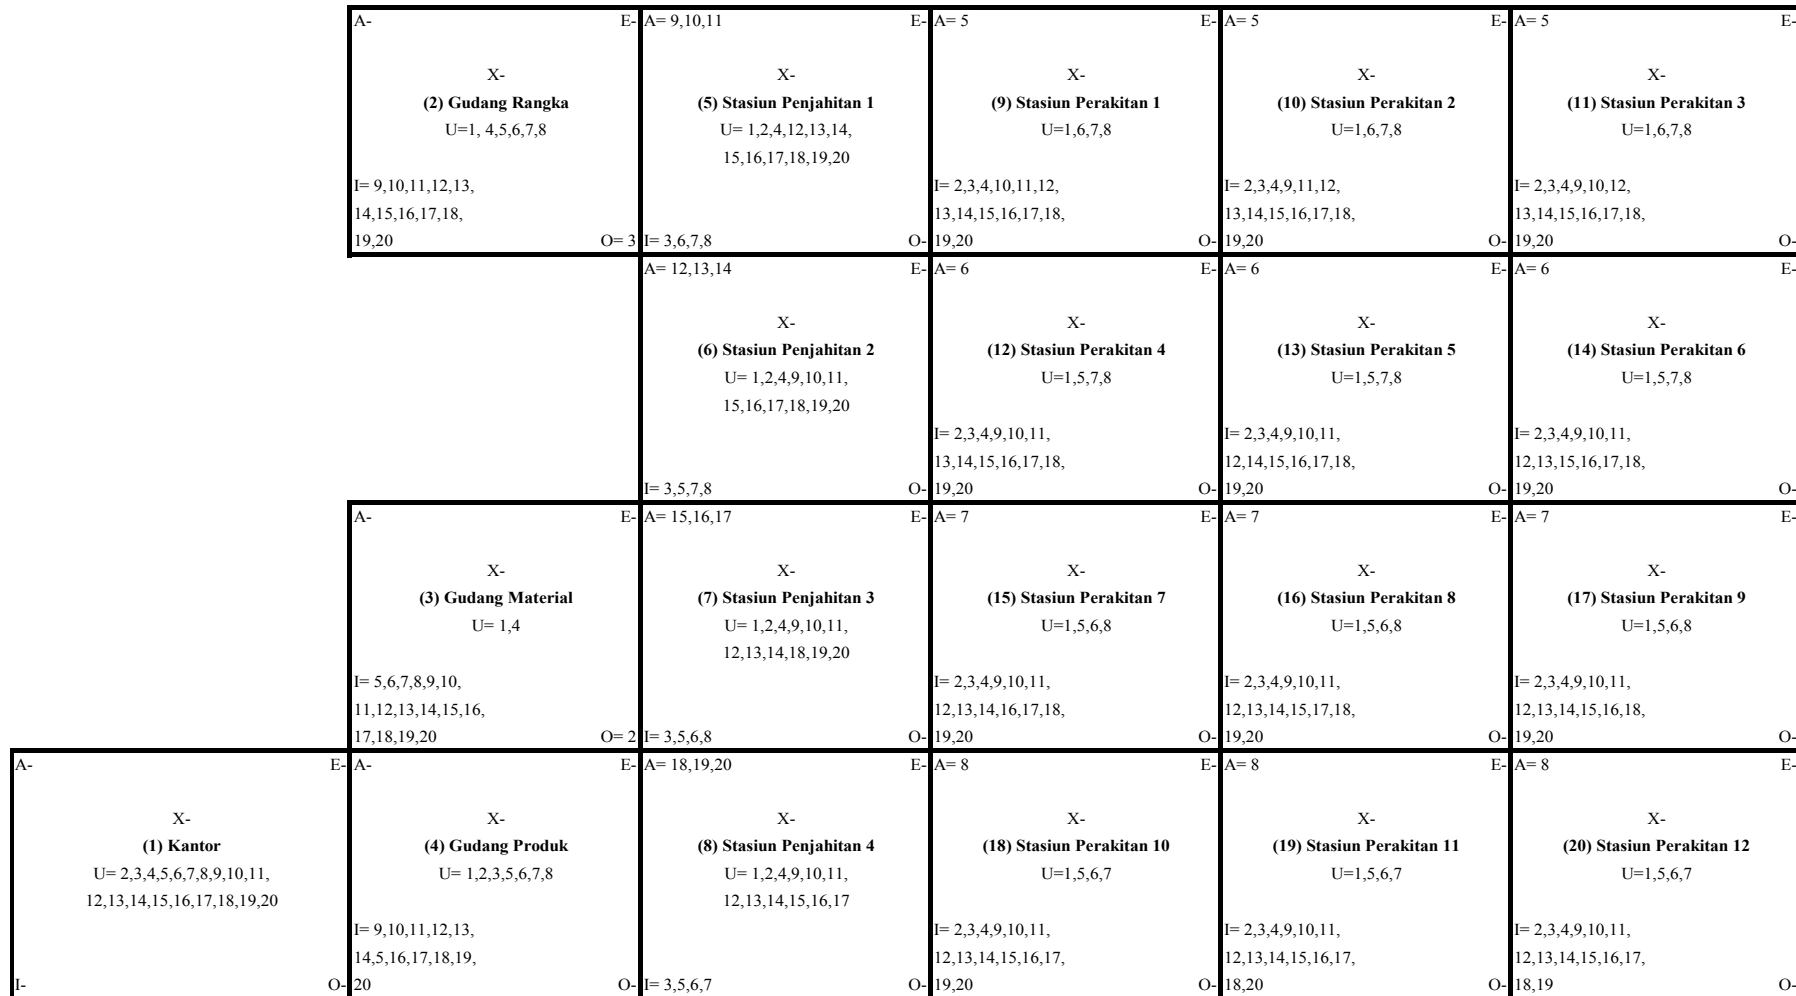 A-
E-
X-
(2) Gudang Rangka
U=1, 4,5,6,7,8
I= 9,10,11,12,13,
14,15,16,17,18,
19,20
O= 3
A= 9,10,11
E-
X-
(5) Stasiun Penjahitan 1
U= 1,2,4,12,13,14,
15,16,17,18,19,20
I= 3,6,7,8
O-
A= 5
E-
X-
(9) Stasiun Perakitan 1
U=1,6,7,8
I= 2,3,4,10,11,12,
13,14,15,16,17,18,
19,20
O-
A= 5
E-
X-
(10) Stasiun Perakitan 2
U=1,6,7,8
I= 2,3,4,9,11,12,
13,14,15,16,17,18,
19,20
O-
A= 5
E-
X-
(11) Stasiun Perakitan 3
U=1,6,7,8
I= 2,3,4,9,10,12,
13,14,15,16,17,18,
19,20
O-
A= 12,13,14
E-
X-
(6) Stasiun Penjahitan 2
U= 1,2,4,9,10,11,
15,16,17,18,19,20
I= 3,5,7,8
O-
A= 6
E-
X-
(12) Stasiun Perakitan 4
U=1,5,7,8
I= 2,3,4,9,10,11,
13,14,15,16,17,18,
19,20
O-
A= 6
E-
X-
(13) Stasiun Perakitan 5
U=1,5,7,8
I= 2,3,4,9,10,11,
12,14,15,16,17,18,
19,20
O-
A= 6
E-
X-
(14) Stasiun Perakitan 6
U=1,5,7,8
I= 2,3,4,9,10,11,
12,13,15,16,17,18,
19,20
O-
A-
E-
X-
(3) Gudang Material
U= 1,4
I= 5,6,7,8,9,10,
11,12,13,14,15,16,
17,18,19,20
O= 2
A= 15,16,17
E-
X-
(7) Stasiun Penjahitan 3
U= 1,2,4,9,10,11,
12,13,14,18,19,20
I= 3,5,6,8
O-
A= 7
E-
X-
(15) Stasiun Perakitan 7
U=1,5,6,8
I= 2,3,4,9,10,11,
12,13,14,16,17,18,
19,20
O-
A= 7
E-
X-
(16) Stasiun Perakitan 8
U=1,5,6,8
I= 2,3,4,9,10,11,
12,13,14,15,17,18,
19,20
O-
A= 7
E-
X-
(17) Stasiun Perakitan 9
U=1,5,6,8
I= 2,3,4,9,10,11,
12,13,14,15,16,18,
19,20
O-
A-
E-
X-
(1) Kantor
U= 2,3,4,5,6,7,8,9,10,11,
12,13,14,15,16,17,18,19,20
I-
O-
A-
E-
X-
(4) Gudang Produk
U= 1,2,3,5,6,7,8
I= 9,10,11,12,13,
14,5,16,17,18,19,
20
O-
A= 18,19,20
E-
X-
(8) Stasiun Penjahitan 4
U= 1,2,4,9,10,11,
12,13,14,15,16,17
I= 3,5,6,7
O-
A= 8
E-
X-
(18) Stasiun Perakitan 10
U=1,5,6,7
I= 2,3,4,9,10,11,
12,13,14,15,16,17,
19,20
O-
A= 8
E-
X-
(19) Stasiun Perakitan 11
U=1,5,6,7
I= 2,3,4,9,10,11,
12,13,14,15,16,17,
18,20
O-
A= 8
E-
X-
(20) Stasiun Perakitan 12
U=1,5,6,7
I= 2,3,4,9,10,11,
12,13,14,15,16,17,
18,19
O-